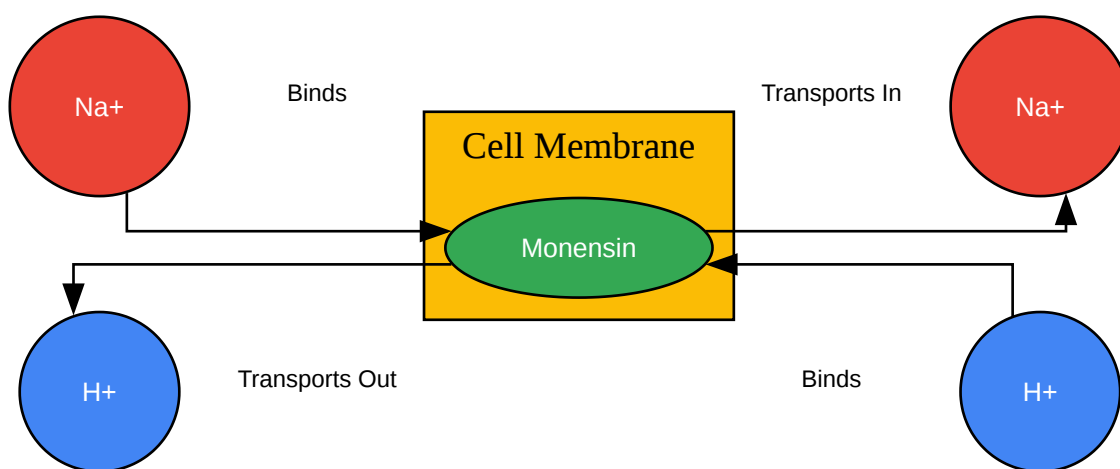 Na+
Binds
Transports In
Na+
Cell Membrane
Monensin
H+
Transports Out
Binds
H+